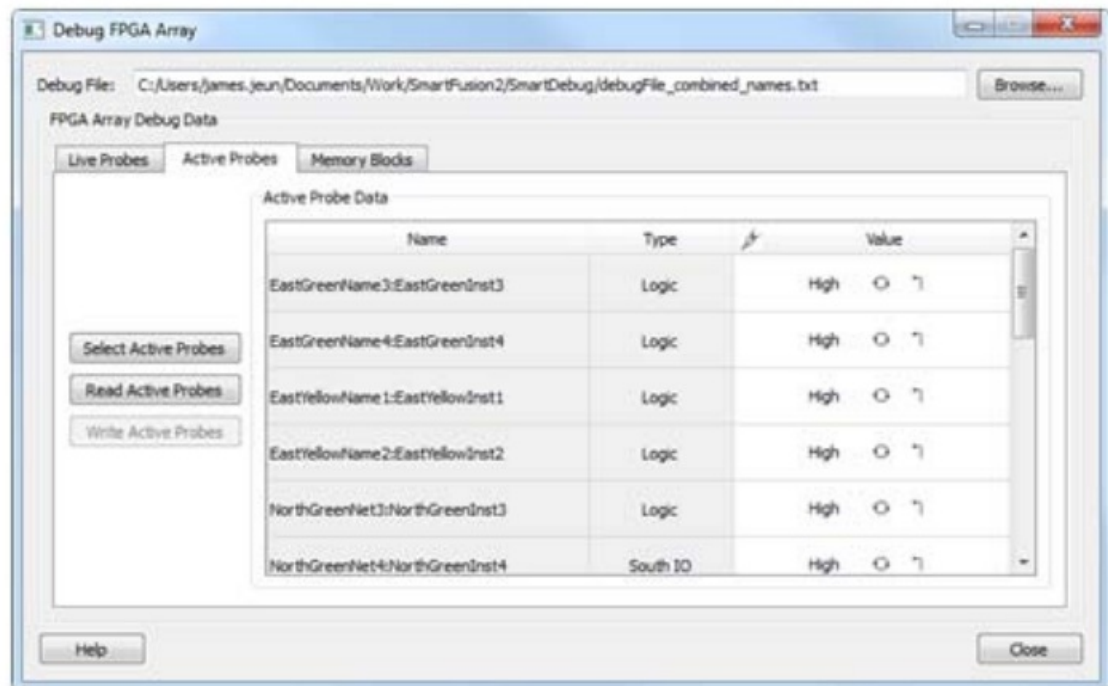 Debug FPGA Array
Debug File: C:/Users/james.jeun/Documents/Work/SmartFusion2/SmartDebug/debugFile_combined_names.txt Browse...
FPGA Array Debug Data
Live Probes Active Probes Memory Blocks
Active Probe Data
Name Type Value
EastGreenName3:EastGreenInst3 Logic High
EastGreenName4:EastGreenInst4 Logic High
Select Active Probes
Read Active Probes
EastYellowName1:EastYellowInst1 Logic High
Write Active Probes
EastYellowName2:EastYellowInst2 Logic High
NorthGreenNet3:NorthGreenInst3 Logic High
NorthGreenNet4:NorthGreenInst4 South IO High
Help Close